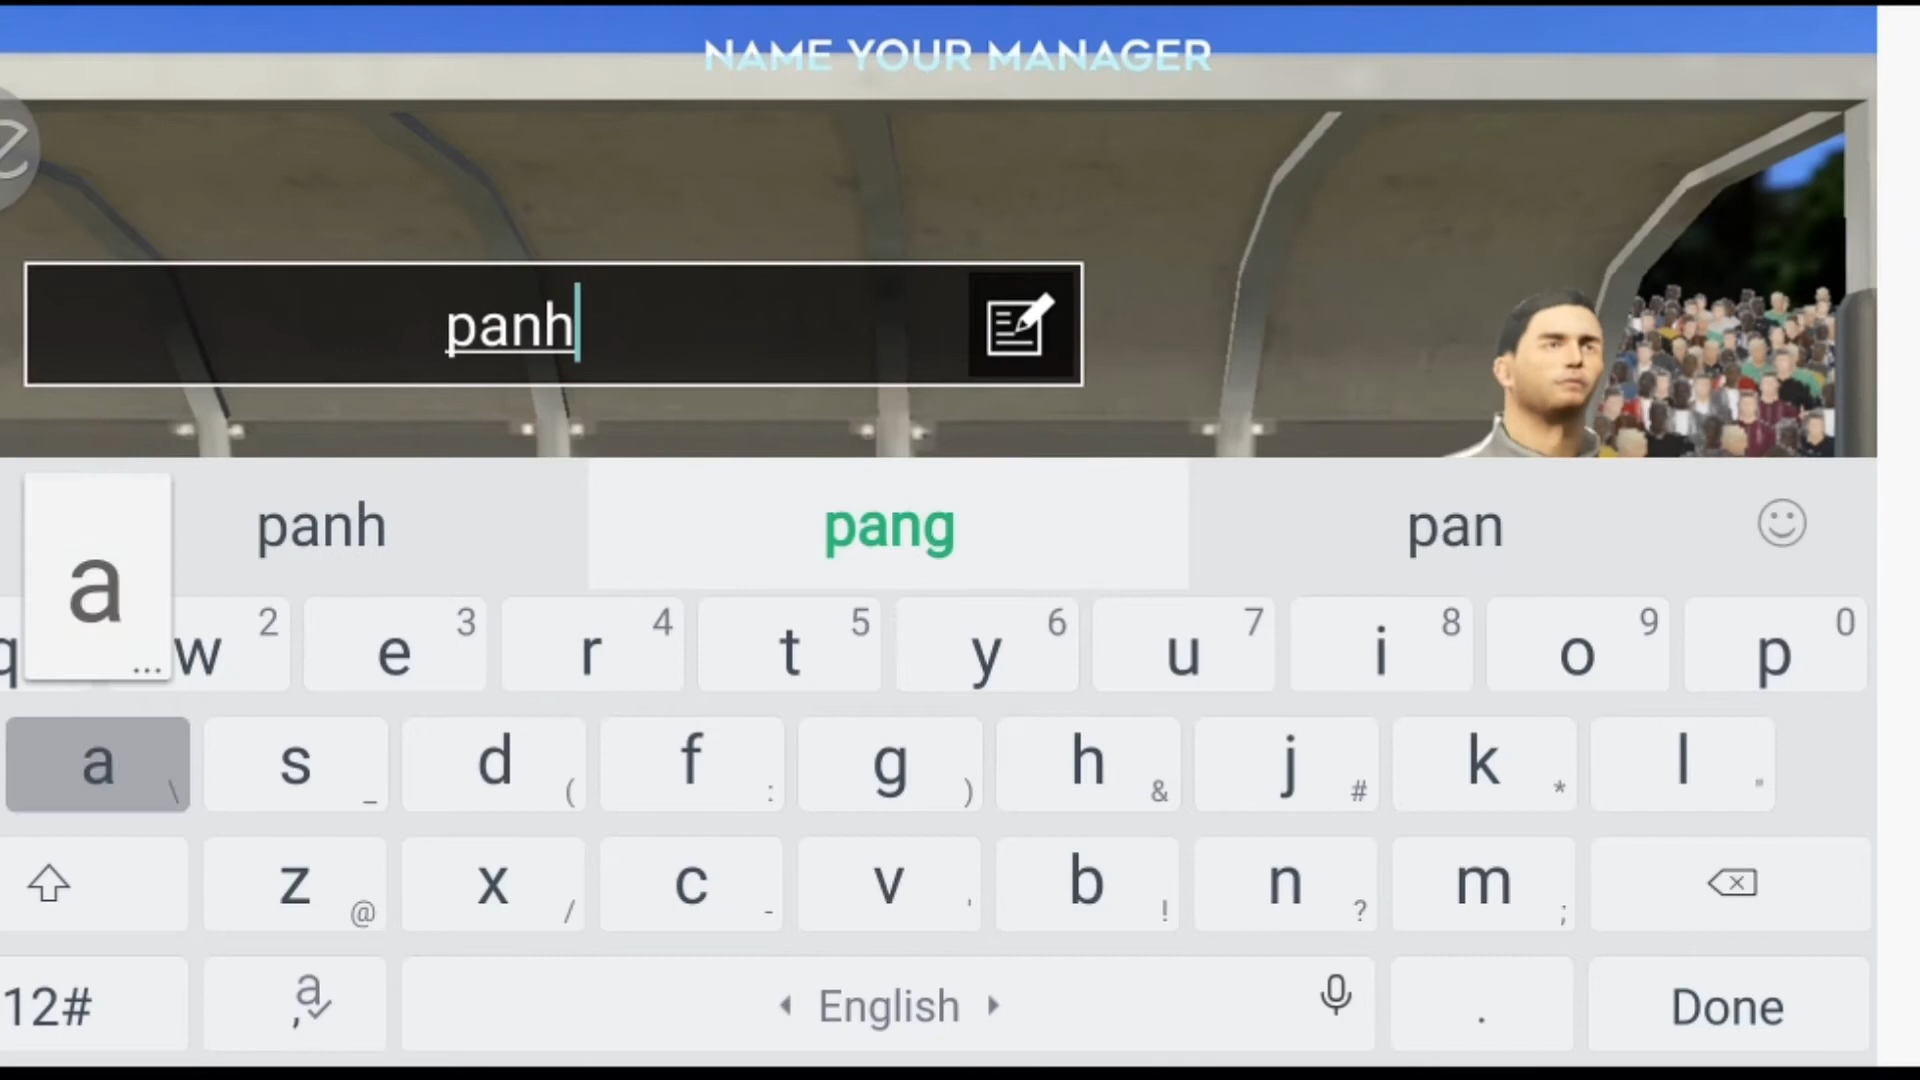 NAME YOUR MANAGER
e
panh
panh pang pan
a
...
q w 2 e 3 r 4 t 5 y 6 u 7 i 8 o 9 p 0
a \ s _ d ( f : g ) h & j # k * l "
z @ x / c - v ' b ! n ? m ;
12# , a English . Done